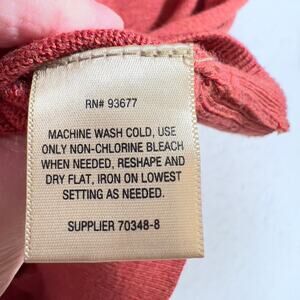 RN# 93677
MACHINE WASH COLD, USE
ONLY NON-CHLORINE BLEACH
WHEN NEEDED, RESHAPE AND
DRY FLAT, IRON ON LOWEST
SETTING AS NEEDED.
SUPPLIER 70348-8